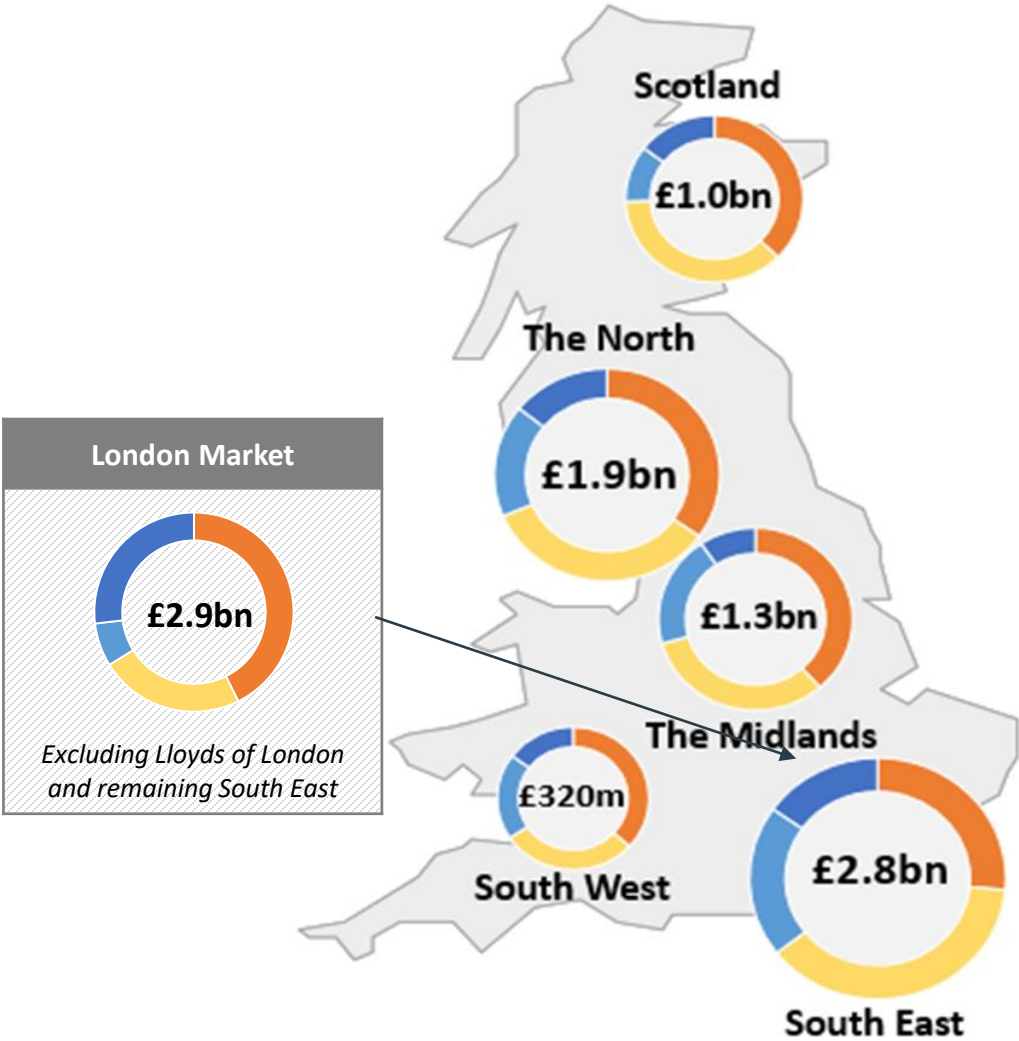 Scotland
£1.0bn
The North
£1.9bn
London Market
£2.9bn
Excluding Lloyds of London
and remaining South East
£1.3bn
The Midlands
£320m
South West
£2.8bn
South East